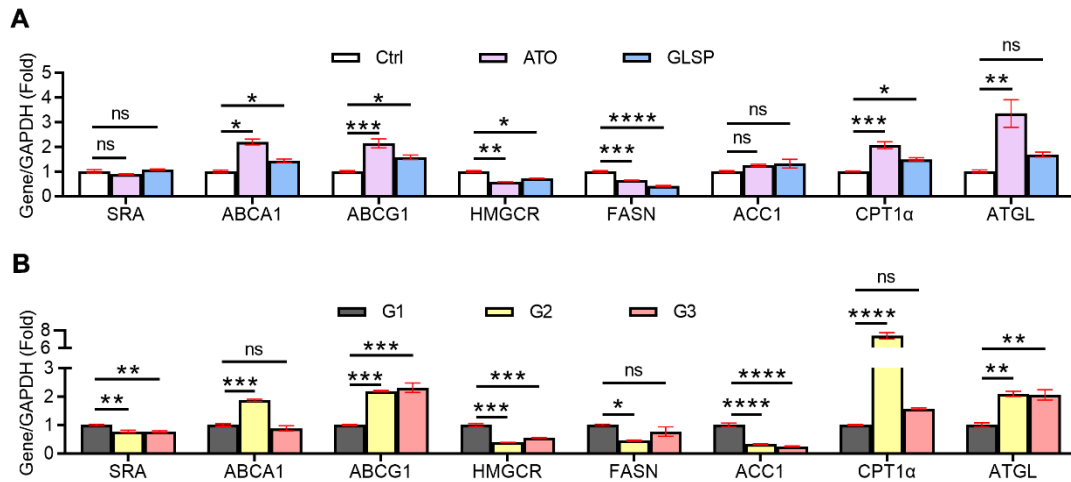 A
Ctrl ATO GLSP
Gene/GAPDH (Fold)
5
4
3
2
1
0
ns
ns
*
*
*
***
*
**
****
***
ns
ns
*
***
ns
**
SRA ABCA1 ABCG1 HMGCR FASN ACC1 CPT1α ATGL
B
G1 G2 G3
Gene/GAPDH (Fold)
8
6
3
2
1
0
**
**
ns
***
***
***
***
***
ns
*
****
****
ns
****
**
**
SRA ABCA1 ABCG1 HMGCR FASN ACC1 CPT1α ATGL